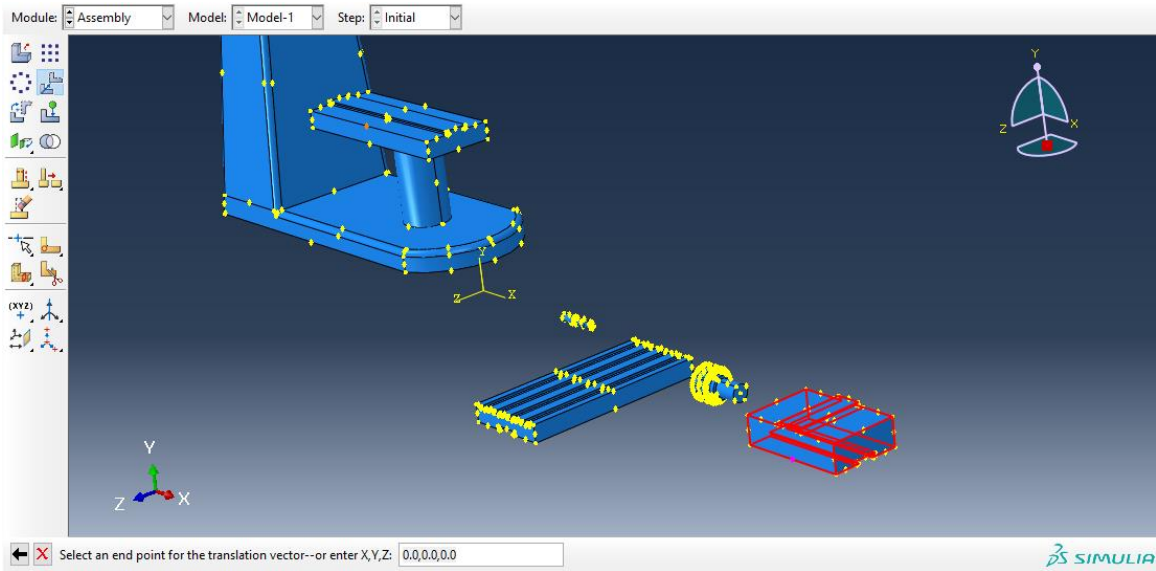 Module: Assembly Model: Model-1 Step: Initial
(XYZ)
Y
Z X
Y
Z X
Y
Z X
Select an end point for the translation vector--or enter X,Y,Z: 0.0,0.0,0.0
3S SIMULIA